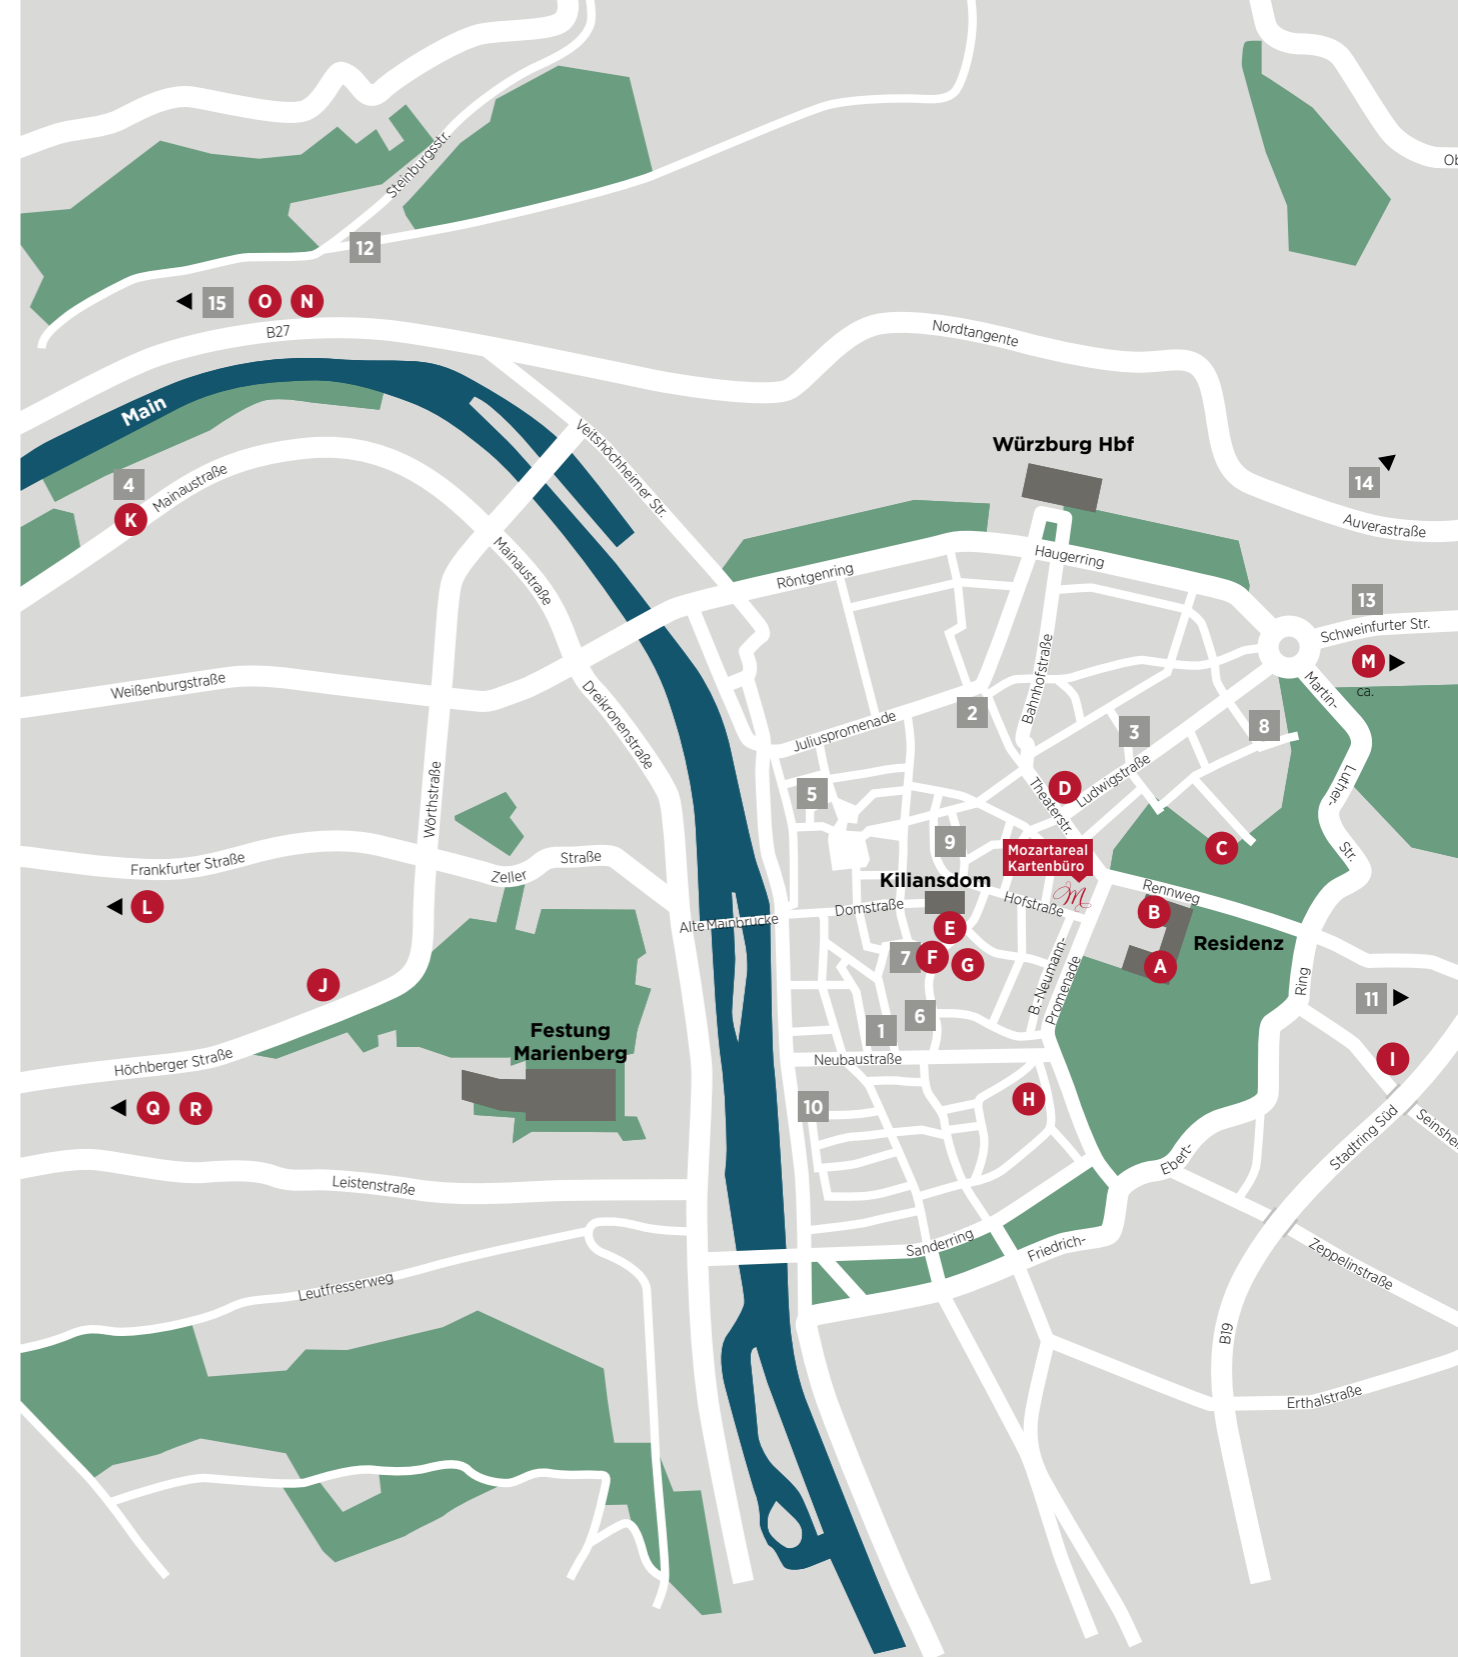 Steinburgsstr.
Ob
12
15
O
N
B27
Nordtangente
Main
Veitshöchheimer Str.
Würzburg Hbf
4
Mainaustraße
K
14
Auverastraße
Mainaustraße
Haugerring
Röntgenring
13
Schweinfurter Str.
M
ca.
Weißenburgstraße
Dreikronenstraße
Bahnhofstraße
Martin-
2
Juliuspromenade
3
8
Wörthstraße
5
D
Ludwigstraße
Theaterstr.
Luther-
Str.
9
Mozartareal
Kartenbüro
M
C
Frankfurter Straße
Zeller
Straße
Kiliansdom
Rennweg
L
Alte Mainbrücke
Domstraße
Hofstraße
B
E
Residenz
7
F
G
A
J
B.-Neumann-
Promenade
Ring
11
Festung
Marienberg
1
6
Höchberger Straße
Neubaustraße
I
Q
R
10
H
Stadtring Süd
Seinshei
Ebert-
Leistenstraße
Sanderring
Friedrich-
Zeppelinstraße
Leutfresserweg
B19
Erthalstraße